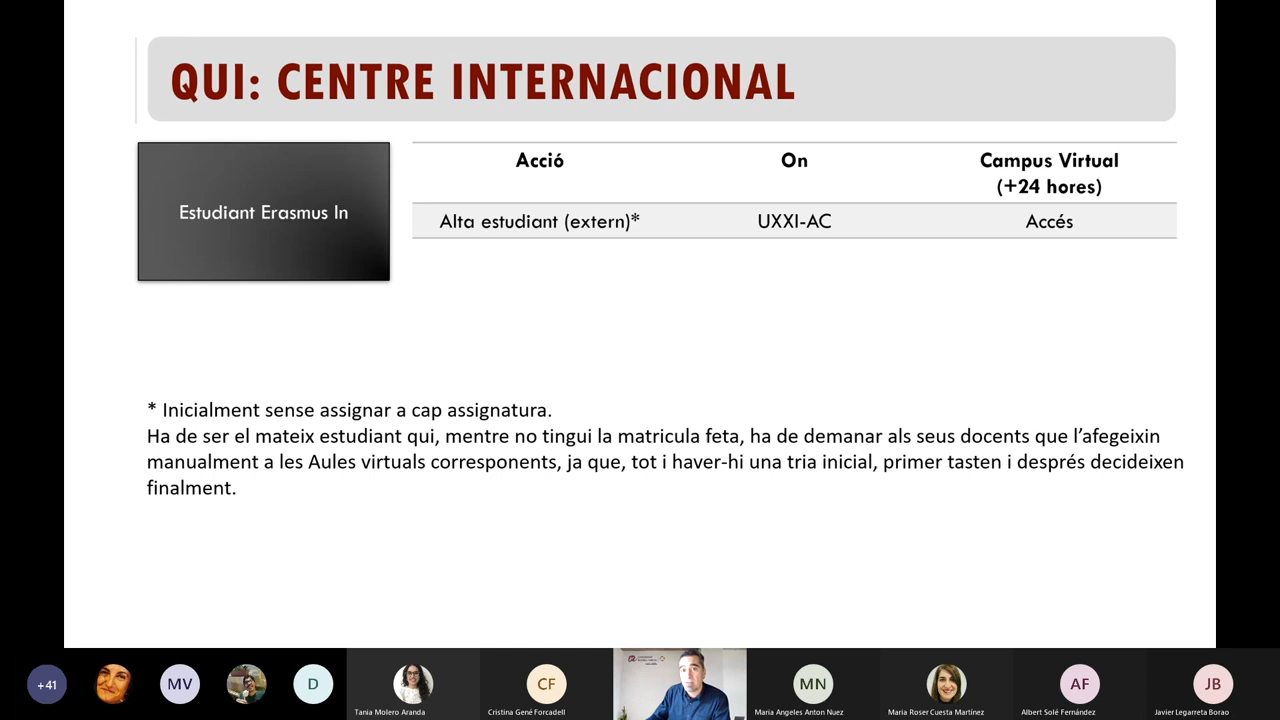 QUI: CENTRE INTERNACIONAL
Estudiant Erasmus In
Acció On Campus Virtual
(+24 hores)
Alta estudiant (extern)* UXXI-AC Accés
* Inicialment sense assignar a cap assignatura.
Ha de ser el mateix estudiant qui, mentre no tingui la matricula feta, ha de demanar als seus docents que l’afegeixin
manualment a les Aules virtuals corresponents, ja que, tot i haver-hi una tria inicial, primer tasten i després decideixen
finalment.
+41 MV D CF MN AF JB
Tania Molero Aranda Cristina Gené Forcadell Maria Angeles Anton Nuez Maria Roser Cuesta Martínez Albert Solé Fernández Javier Legarreta Borao